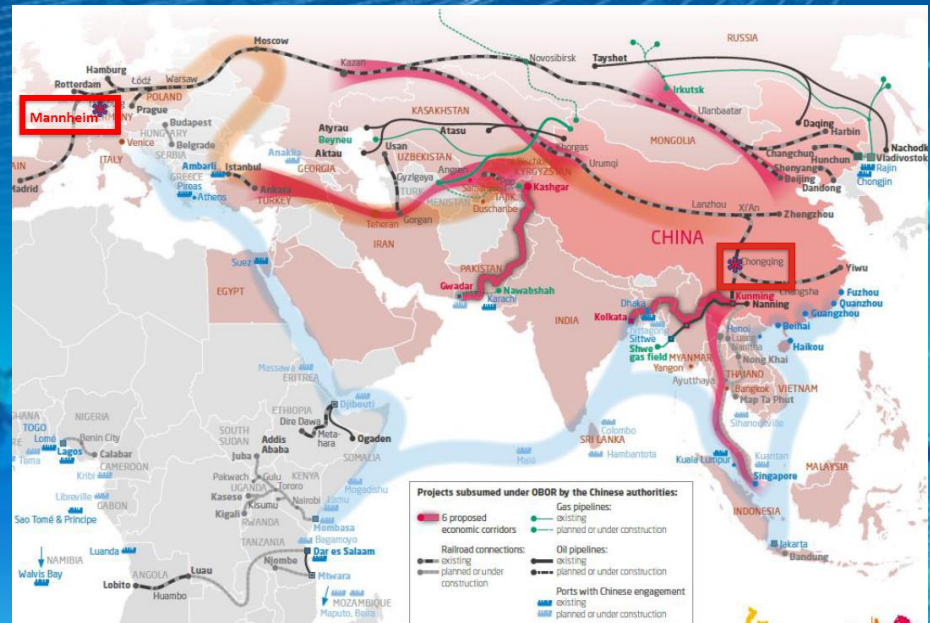 RUSSIA
Moscow
Kazan
Novosibirsk
Tayshet
Irkutsk
Hamburg
Rotterdam
Łódź
Warsaw
POLAND
Mannheim
Prague
Budapest
HUNGARY
Belgrade
SERBIA
ITALY
Venice
Madrid
KASAKHSTAN
Atyrau
Beyneu
Aktau
Atasu
Usan
UZBEKISTAN
Khorgas
Urumqi
Ulanbaatar
MONGOLIA
Daqing
Harbin
Changchun
Hunchun
Shenyang
Beijing
Dandong
Vladivostok
Rajin
Chongjin
Anaklia
GEORGIA
Ambarli
Istanbul
GREECE
Pireas
Athens
Ankara
TURKEY
Gyzlgaya
Angren
KYRGYZSTAN
TAJIK.
Duschanbe
Kashgar
Teheran
Gorgan
IRAN
Lanzhou
Xi'An
Zhengzhou
CHINA
Chongqing
Yiwu
Changsha
Suez
EGYPT
PAKISTAN
Gwadar
Nawabshah
Karachi
INDIA
Dhaka
Kolkata
Sittwe
Shwe
gas field
Kunming
Nanning
Fuzhou
Quanzhou
Guangzhou
Beihai
Haikou
Hanoi
Luang
Namtha
Nong Khai
MYANMAR
Yangon
Ayutthaya
THAILAND
Bangkok
VIETNAM
Map Ta Phut
Sihanoukville
Massawa
ERITREA
Djibouti
ETHIOPIA
Dire Dawa
Meta-
hara
Addis
Ababa
Ogaden
SOMALIA
SOUTH
SUDAN
Juba
NIGERIA
TOGO
Lomé
Benin City
Lagos
Calabar
Tema
CAMEROON
Kribi
Libreville
GABON
Sao Tomé & Principe
Pakwach
Gulu
Tororo
UGANDA
KENYA
Kaseso
Kisumu
Nairobi
Lamu
Mogadishu
Kigali
RWANDA
Mombasa
Bagamoyo
TANZANIA
Dar es Salaam
Njombe
Mtwara
NAMIBIA
Walvis Bay
Luanda
Luau
ANGOLA
Lobito
Huambo
MOZAMBIQUE
Maputo, Beira
Malé
Colombo
SRI LANKA
Hambantota
Kuala Lumpur
Kuantan
MALAYSIA
Singapore
INDONESIA
Jakarta
Bandung
Projects subsumed under OBOR by the Chinese authorities:
6 proposed
economic corridors
Railroad connections:
existing
planned or under
construction
Gas pipelines:
existing
planned or under construction
Oil pipelines:
existing
planned or under construction
Ports with Chinese engagement
existing
planned or under construction